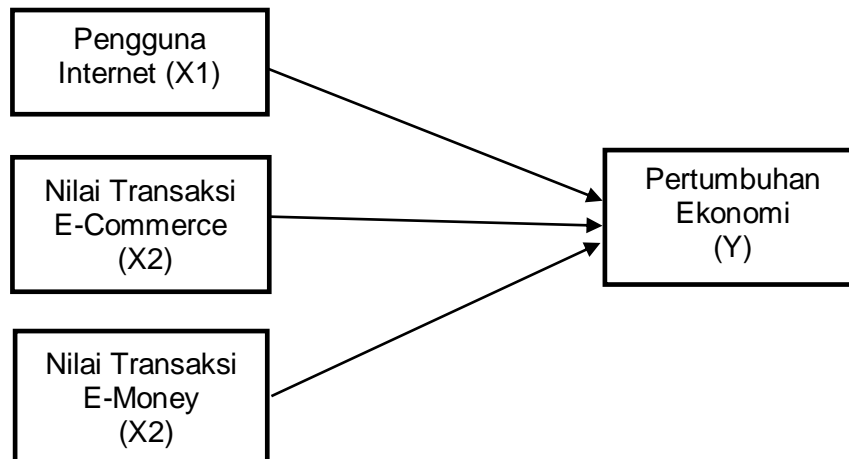 Pengguna
Internet (X1)
Nilai Transaksi
E-Commerce
(X2)
Nilai Transaksi
E-Money
(X2)
Pertumbuhan
Ekonomi
(Y)